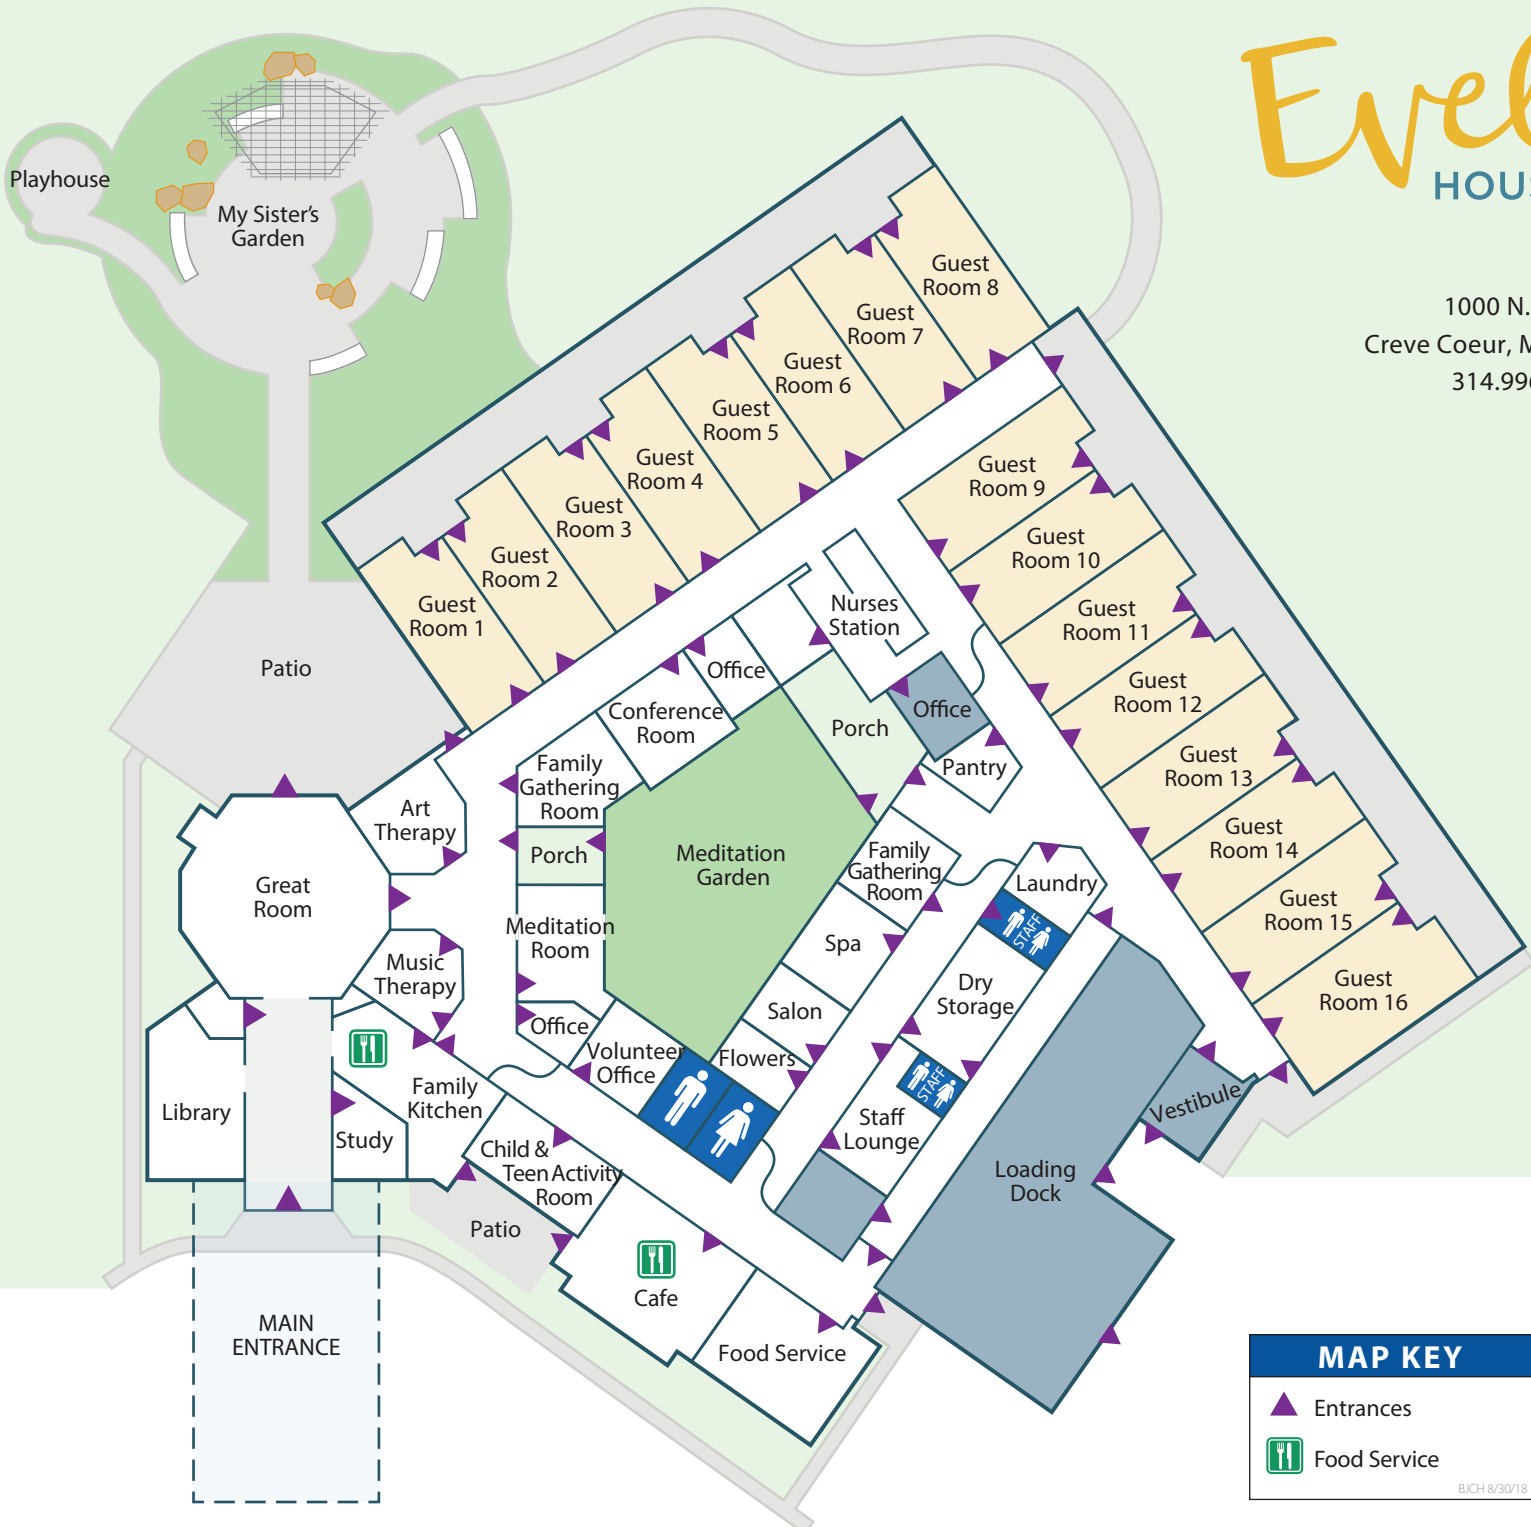 Playhouse
My Sister's
Garden
HOUS
1000 N.
Creve Coeur, M
Guest
Room 8
Guest
Room 7
Guest
Room 6
Guest
Room 5
Guest
Room 4
Guest
Room 3
Guest
Room 2
Guest
Room 1
Guest
Room 9
Guest
Room 10
Guest
Room 11
Guest
Room 12
Guest
Room 13
Guest
Room 14
Guest
Room 15
Guest
Room 16
Patio
Nurses
Station
Office
Conference
Room
Office
Porch
Pantry
Family
Gathering
Room
Art
Therapy
Porch
Meditation
Garden
Family
Gathering
Room
Laundry
STAFF
Great
Room
Meditation
Room
Spa
Music
Therapy
Dry
Storage
Salon
Office
Volunteer
Office
Flowers
STAFF
Family
Kitchen
Library
Study
Staff
Lounge
Vestibule
Child &
Teen Activity
Room
Loading
Dock
Patio
Cafe
MAIN
ENTRANCE
Food Service
MAP KEY
Entrances
Food Service
BJCH 8/30/18